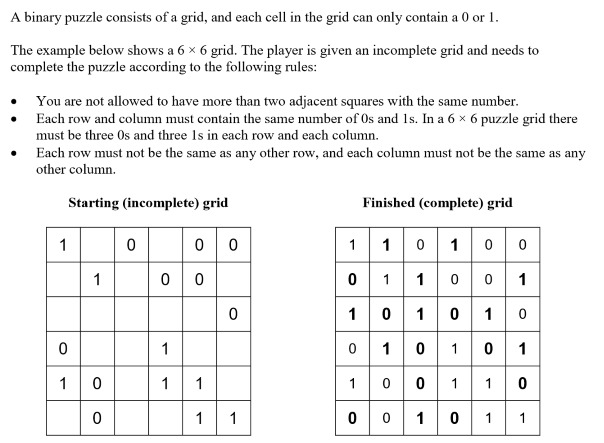 A binary puzzle consists of a grid, and each cell in the grid can only contain a 0 or 1.
The example below shows a 6 × 6 grid. The player is given an incomplete grid and needs to
complete the puzzle according to the following rules:
• You are not allowed to have more than two adjacent squares with the same number.
• Each row and column must contain the same number of 0s and 1s. In a 6 × 6 puzzle grid there
must be three 0s and three 1s in each row and each column.
• Each row must not be the same as any other row, and each column must not be the same as any
other column.
Starting (incomplete) grid
1 0 0 0
1 0 0
0
0 1
1 0 1 1
0 1 1
Finished (complete) grid
1 1 0 1 0 0
0 1 1 0 0 1
1 0 1 0 1 0
0 1 0 1 0 1
1 0 0 1 1 0
0 0 1 0 1 1